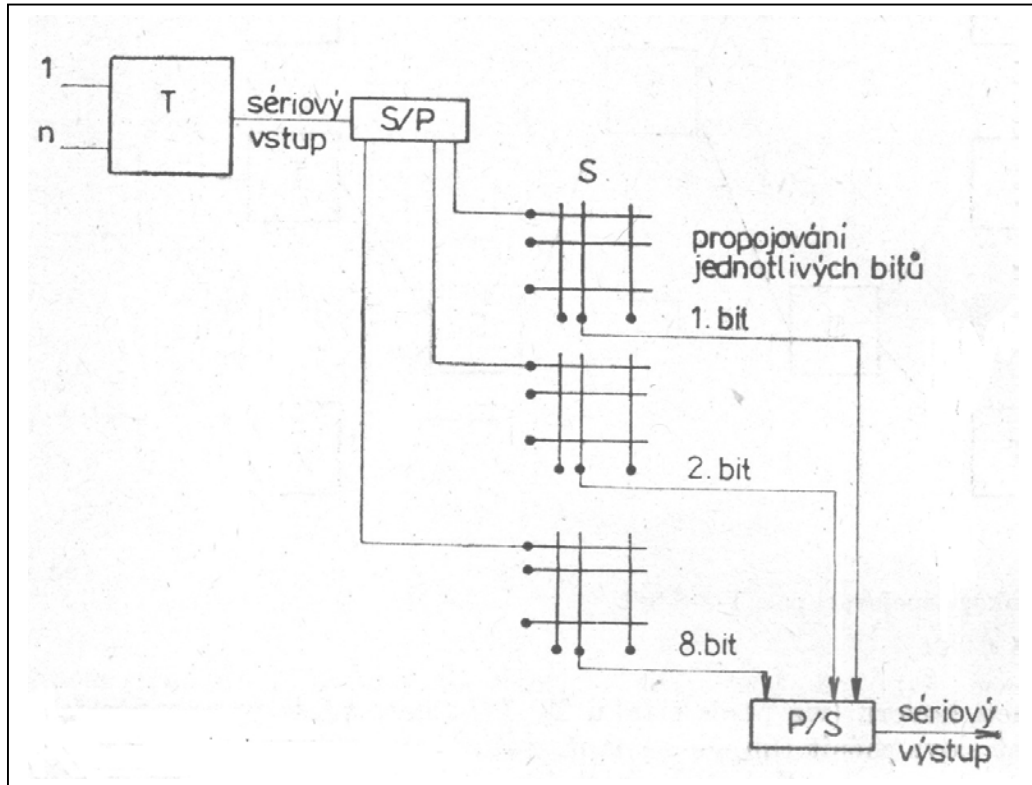 1
T
n
sériový
vstup
S/P
S
propojování
jednotlivých bitů
1. bit
2. bit
8. bit
P/S
sériový
výstup